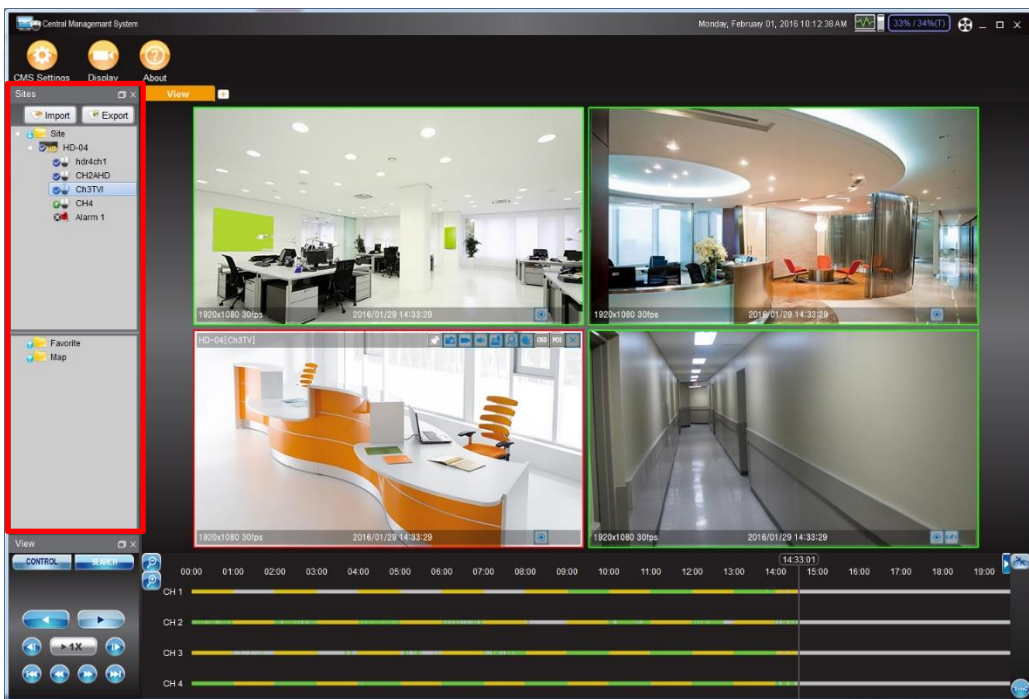 Central Management System
Monday, February 01, 2016 10:12:38 AM
33% / 34%(T)
CMS Settings
Display
About
Sites
View
Import
Export
Site
HD-04
hdr4ch1
CH2AHD
Ch3TVI
CH4
Alarm 1
1920x1080 30fps
2016/01/29 14:33:29
1920x1080 30fps
2016/01/29 14:33:29
Favorite
Map
HD-04[Ch3TV]
OSD
POS
1920x1080 30fps
2016/01/29 14:33:29
1920x1080 30fps
2016/01/29 14:33:29
View
CONTROL
SEARCH
14:33:01
00:00 01:00 02:00 03:00 04:00 05:00 06:00 07:00 08:00 09:00 10:00 11:00 12:00 13:00 14:00 15:00 16:00 17:00 18:00 19:00
CH 1
CH 2
1X
CH 3
CH 4